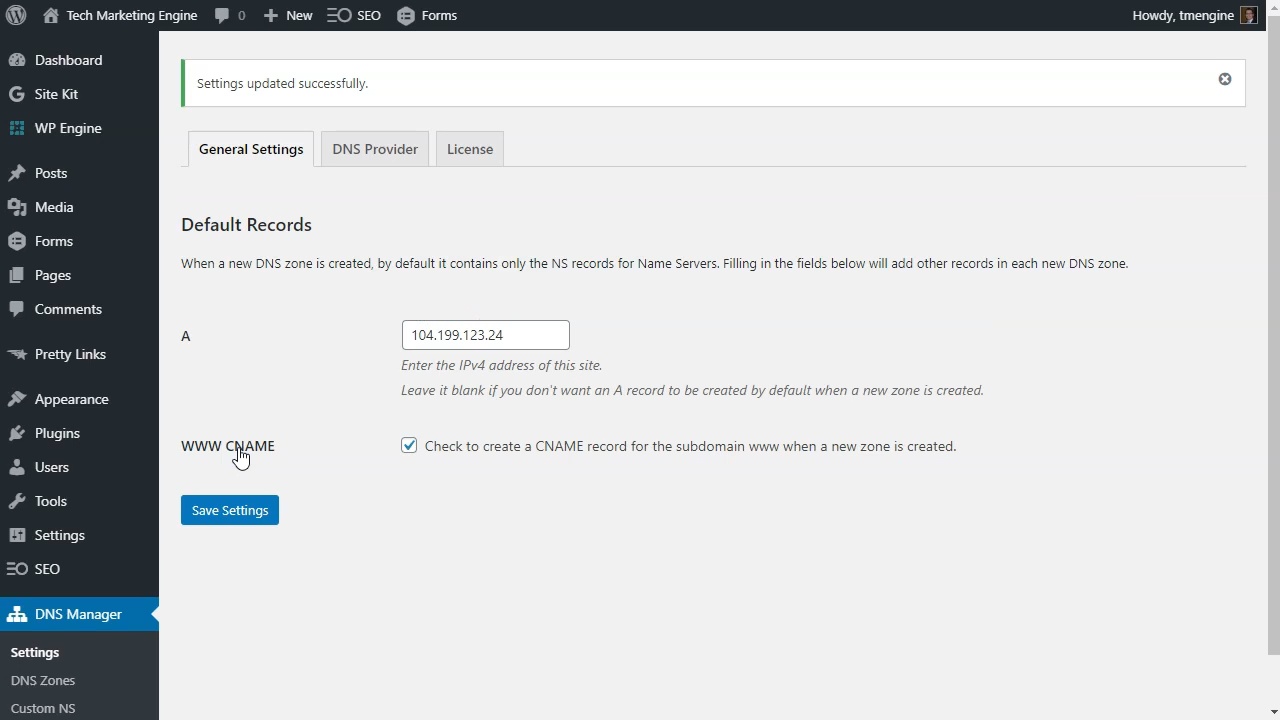 Tech Marketing Engine 0 New SEO Forms Howdy, tmengine
Dashboard
Site Kit
WP Engine
Posts
Media
Forms
Pages
Comments
Pretty Links
Appearance
Plugins
Users
Tools
Settings
SEO
DNS Manager
Settings
DNS Zones
Custom NS
Settings updated successfully.
General Settings DNS Provider License
Default Records
When a new DNS zone is created, by default it contains only the NS records for Name Servers. Filling in the fields below will add other records in each new DNS zone.
A 104.199.123.24
Enter the IPv4 address of this site.
Leave it blank if you don't want an A record to be created by default when a new zone is created.
WWW CNAME Check to create a CNAME record for the subdomain www when a new zone is created.
Save Settings